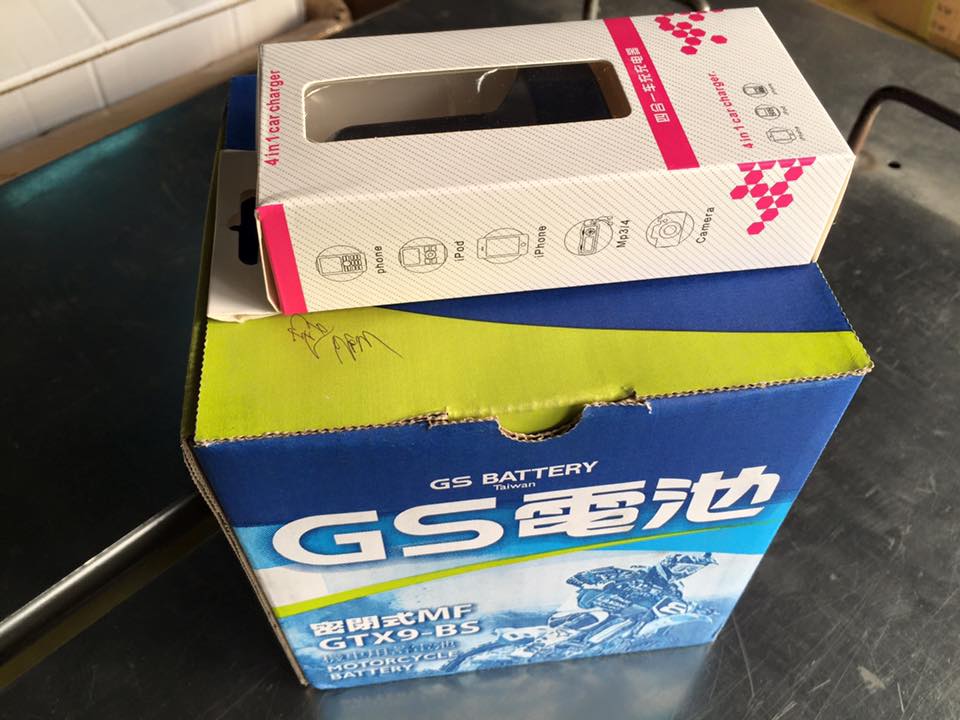 4 in 1 car charger
四合一车充充电器
4 in 1 car charger
phone
iPod
iPhone
Mp3/4
Camera
GS BATTERY
Taiwan
GS電池
密閉式MF
GTX9-BS
MOTORCYCLE
BATTERY